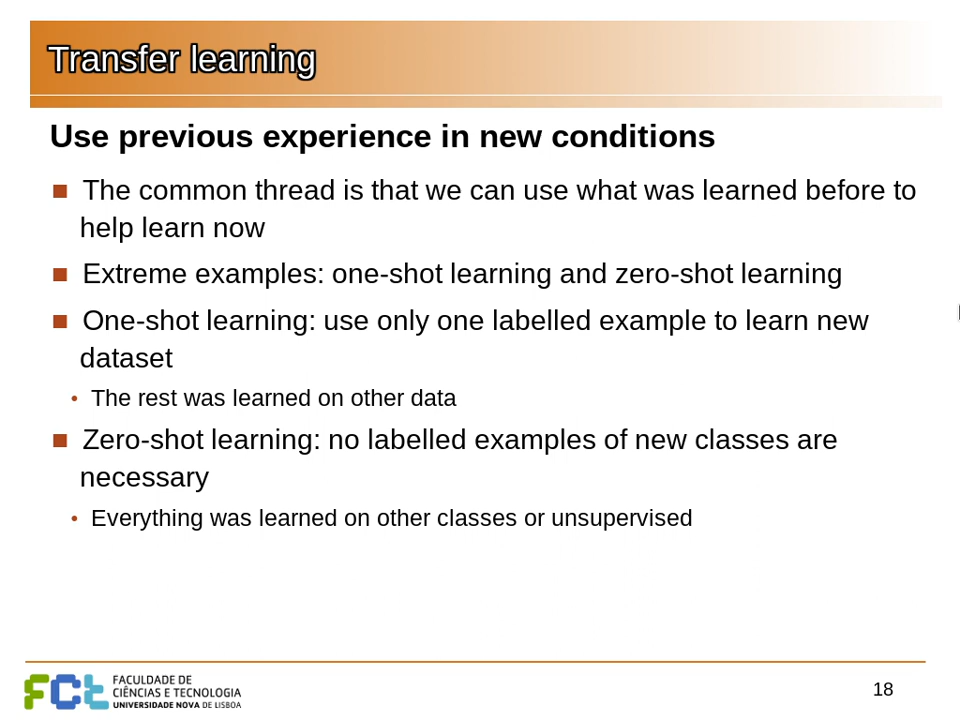 Transfer learning
Use previous experience in new conditions
■ The common thread is that we can use what was learned before to
help learn now
■ Extreme examples: one-shot learning and zero-shot learning
■ One-shot learning: use only one labelled example to learn new
dataset
• The rest was learned on other data
■ Zero-shot learning: no labelled examples of new classes are
necessary
• Everything was learned on other classes or unsupervised
FCt
FACULDADE DE
CIÊNCIAS E TECNOLOGIA
UNIVERSIDADE NOVA DE LISBOA
18